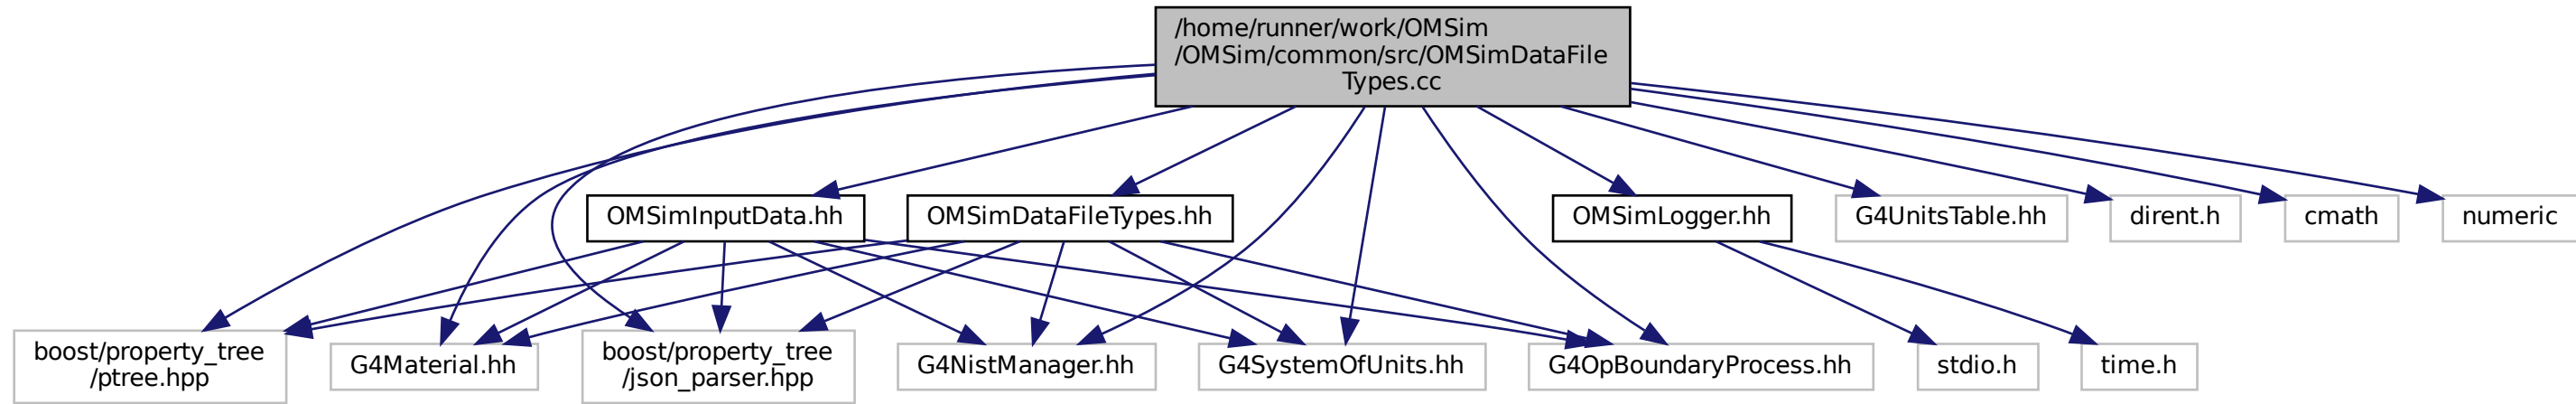 /home/runner/work/OMSim
/OMSim/common/src/OMSimDataFile
Types.cc
OMSimInputData.hh
OMSimDataFileTypes.hh
OMSimLogger.hh
G4UnitsTable.hh
dirent.h
cmath
numeric
boost/property_tree
/ptree.hpp
G4Material.hh
boost/property_tree
/json_parser.hpp
G4NistManager.hh
G4SystemOfUnits.hh
G4OpBoundaryProcess.hh
stdio.h
time.h